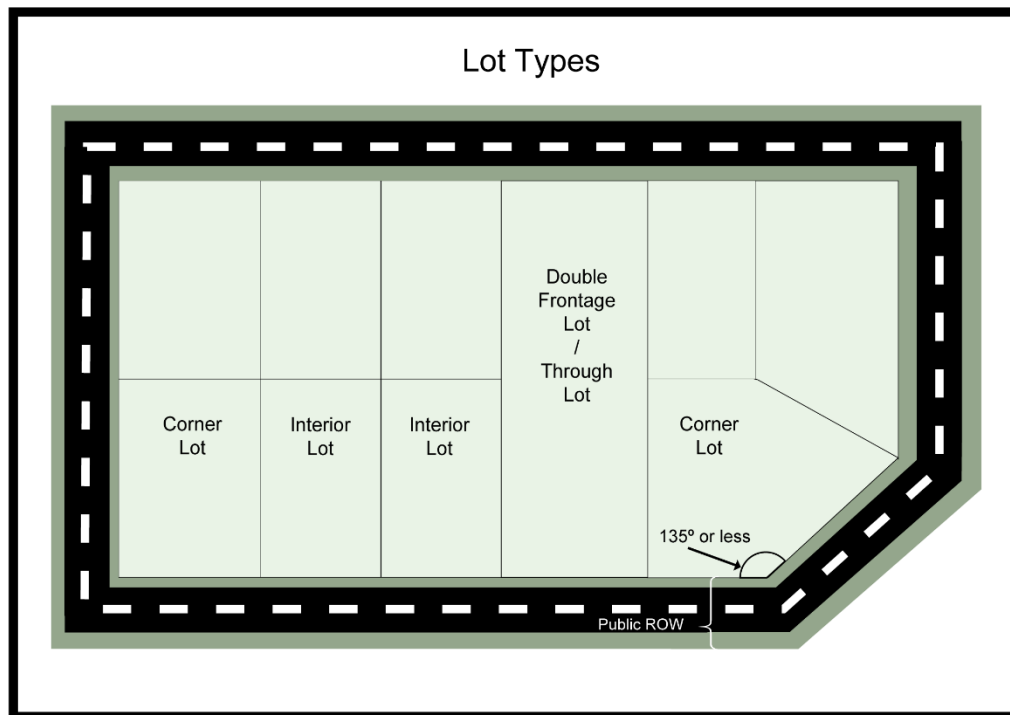 Lot Types
Double
Frontage
Lot
/
Through
Lot
Corner
Lot
Interior
Lot
Interior
Lot
Corner
Lot
135º or less
Public ROW